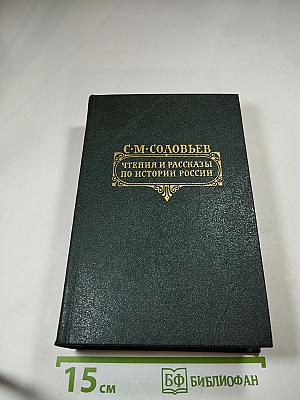 С·М·СОЛОВЬЕВ
ЧТЕНИЯ И РАССКАЗЫ
ПО ИСТОРИИ РОССИИ
15 см
БФ БИБЛИОФАН